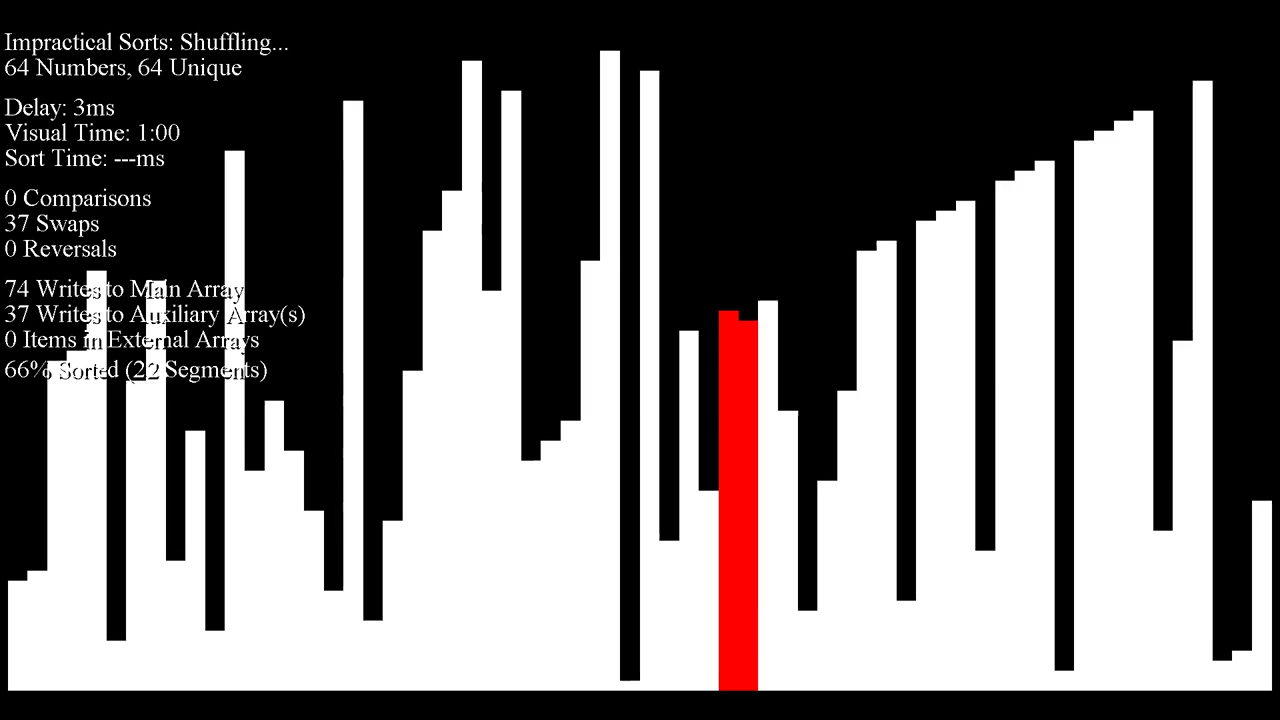 Impractical Sorts: Shuffling...
64 Numbers, 64 Unique
Delay: 3ms
Visual Time: 1:00
Sort Time: ---ms
0 Comparisons
37 Swaps
0 Reversals
74 Writes to Main Array
37 Writes to Auxiliary Array(s)
0 Items in External Arrays
66% Sorted (22 Segments)